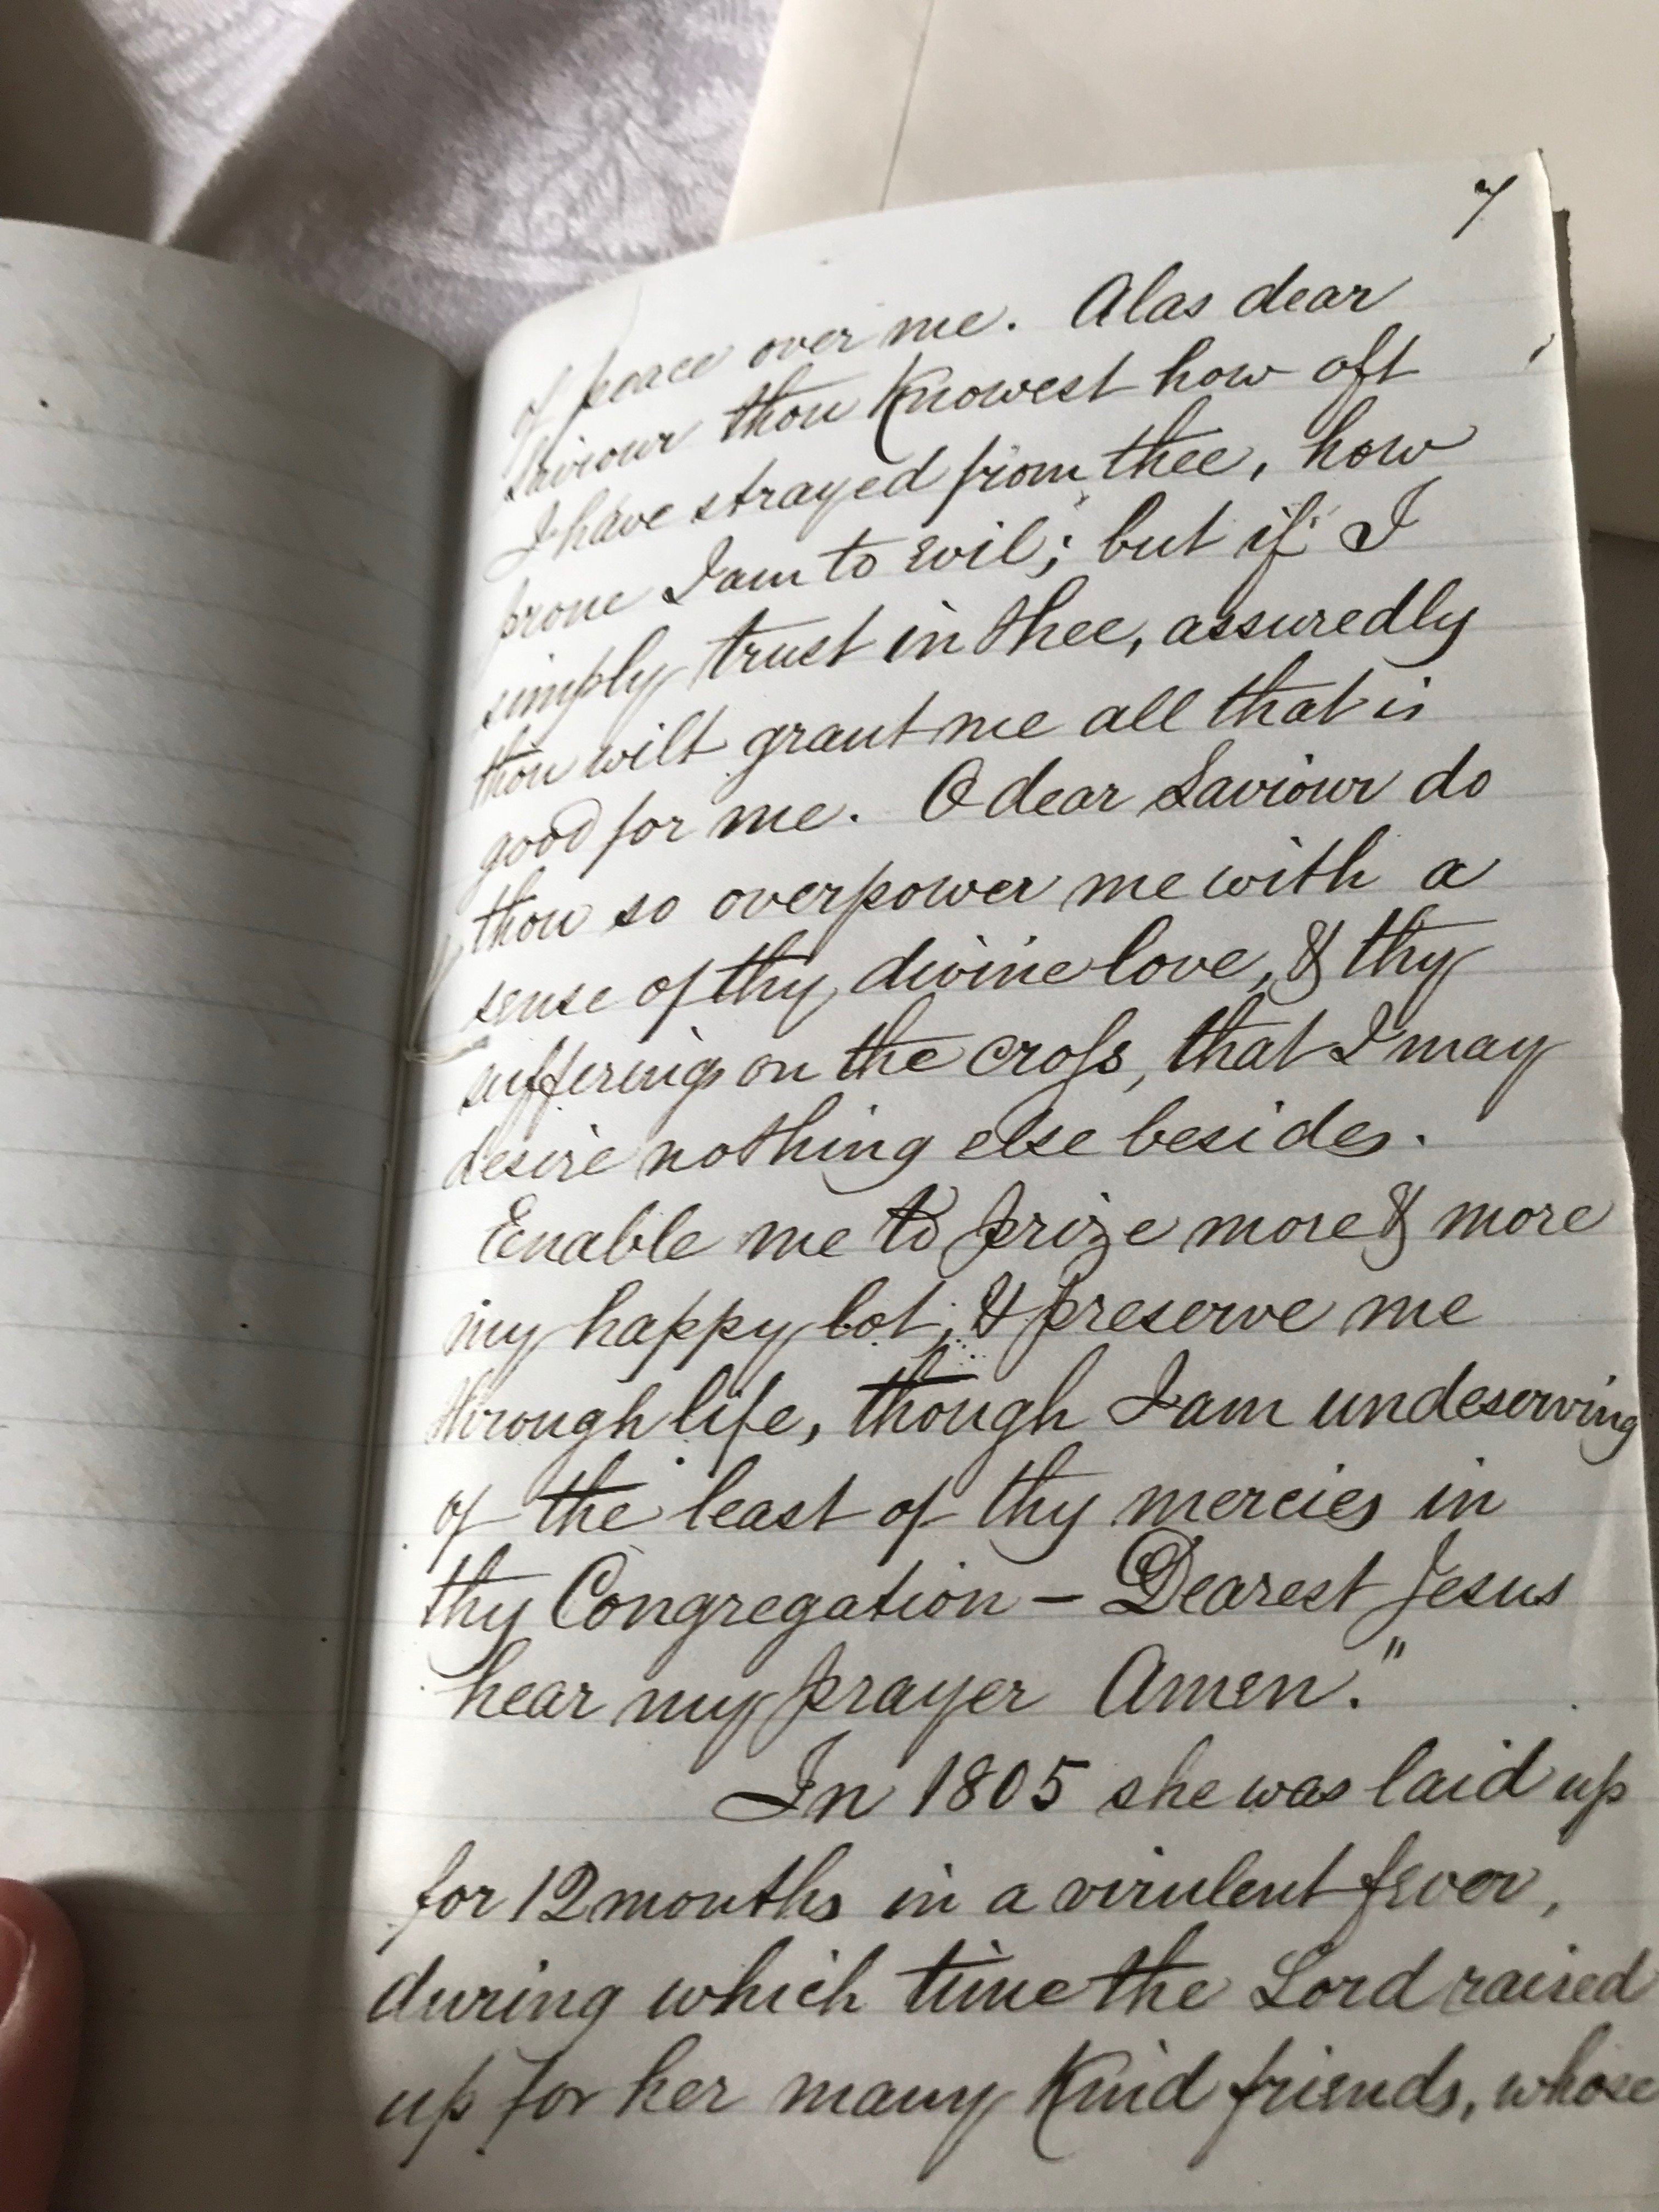 7
of peace over me. Alas dear
Saviour thou knowest how oft
I have strayed from thee, how
prone I am to evil; but if I
simply trust in thee, assuredly
thou wilt grant me all that is
good for me. O dear Saviour do
thou so overpower me with a
sense of thy divine love, & thy
sufferings on the croſs, that I may
desire nothing else besides.
Enable me to prize more & more
my happy lot, & preserve me
through life, though I am undeserving
of the least of thy mercies in
thy Congregation – Dearest Jesus
hear my prayer Amen."
In 1805 she was laid up
for 12 months in a virulent fever,
during which time the Lord raised
up for her many kind friends, whose